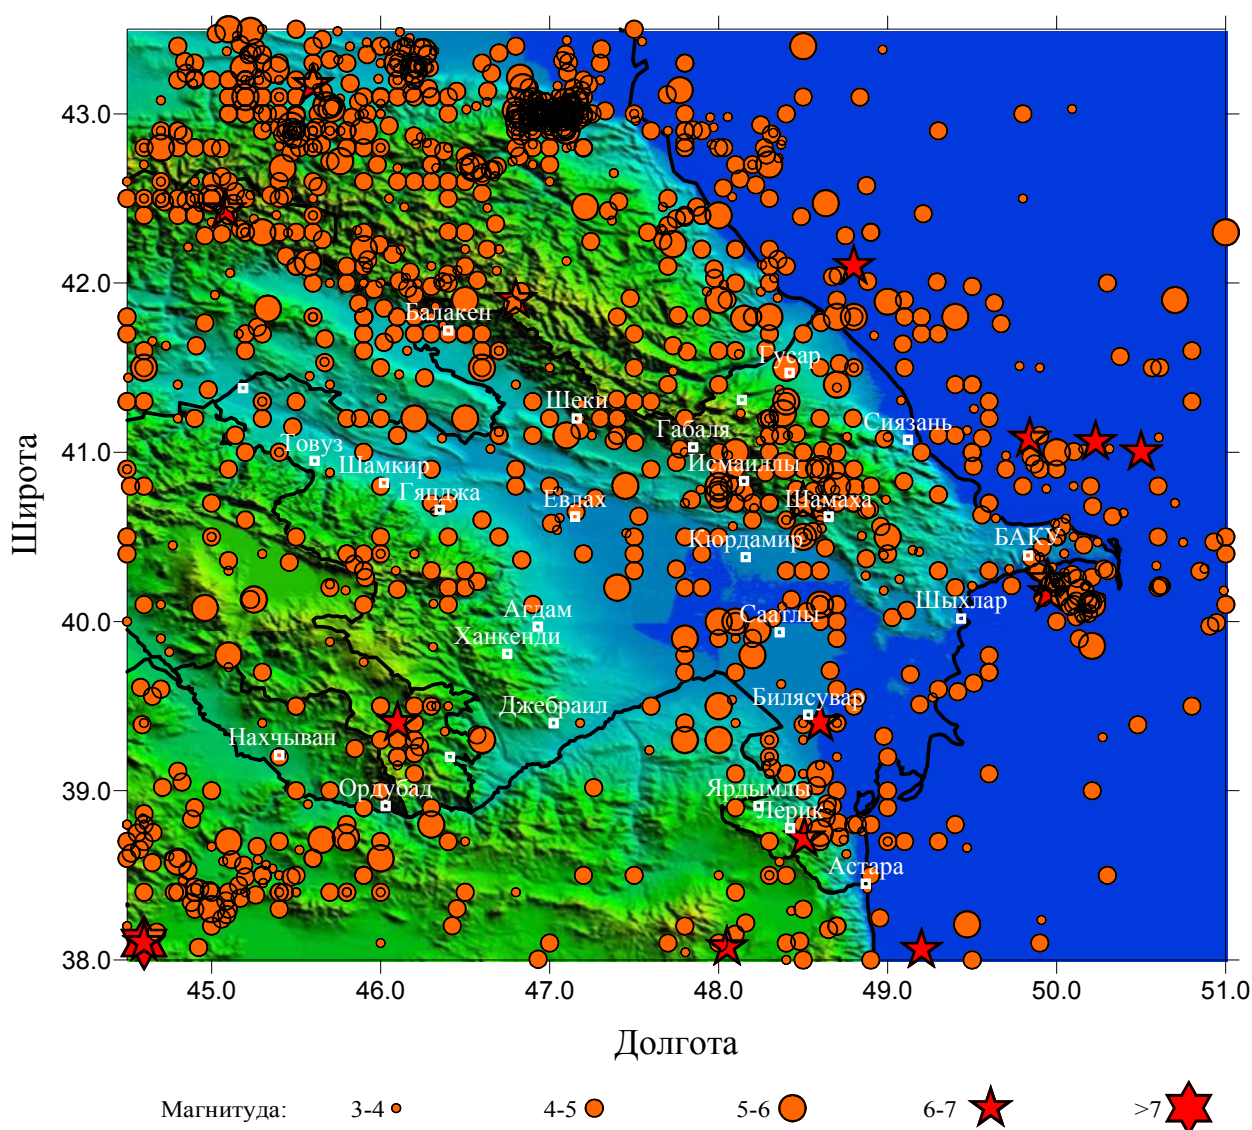 43.0
42.0
41.0
40.0
39.0
38.0
Широта
Балакен
Гусар
Шеки
Габаля
Сиязань
Товуз
Шамкир
Исмаиллы
Гянджа
Евлах
Шамаха
Кюрдамир
БАКУ
Агдам
Саатлы
Шыхлар
Ханкенди
Джебраил
Билясувар
Нахчыван
Ордубад
Ярдымлы
Лерик
Астара
45.0 46.0 47.0 48.0 49.0 50.0 51.0
Долгота
Магнитуда: 3-4 4-5 5-6 6-7 >7